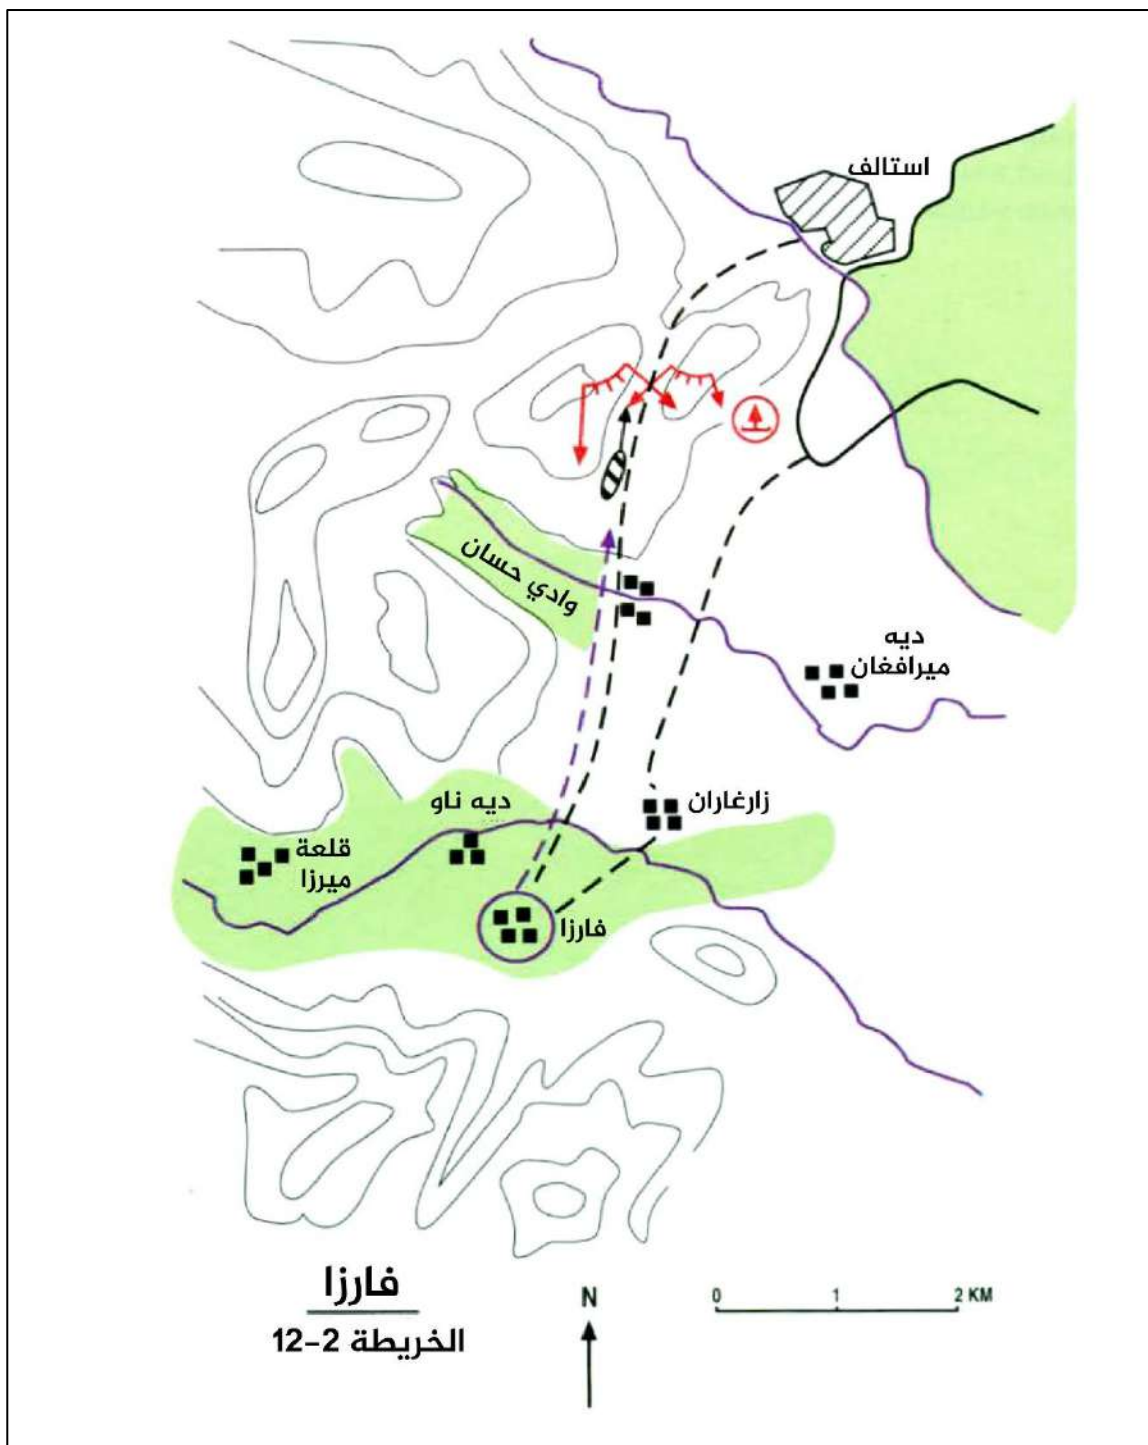 استالف
وادي حسان
ديه
ميرافغان
زارغاران
ديه ناو
قلعة
ميرزا
فارزا
فارزا
الخريطة 2-12
N
0 1 2 KM